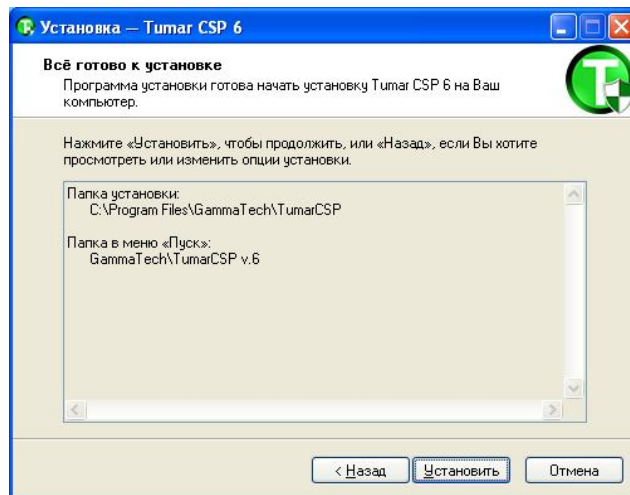 Установка — Tumar CSP 6
Всё готово к установке
Программа установки готова начать установку Tumar CSP 6 на Ваш
компьютер.
Нажмите «Установить», чтобы продолжить, или «Назад», если Вы хотите
просмотреть или изменить опции установки.
Папка установки:
C:\Program Files\GammaTech\TumarCSP
Папка в меню «Пуск»:
GammaTech\TumarCSP v.6
< Назад
Установить
Отмена